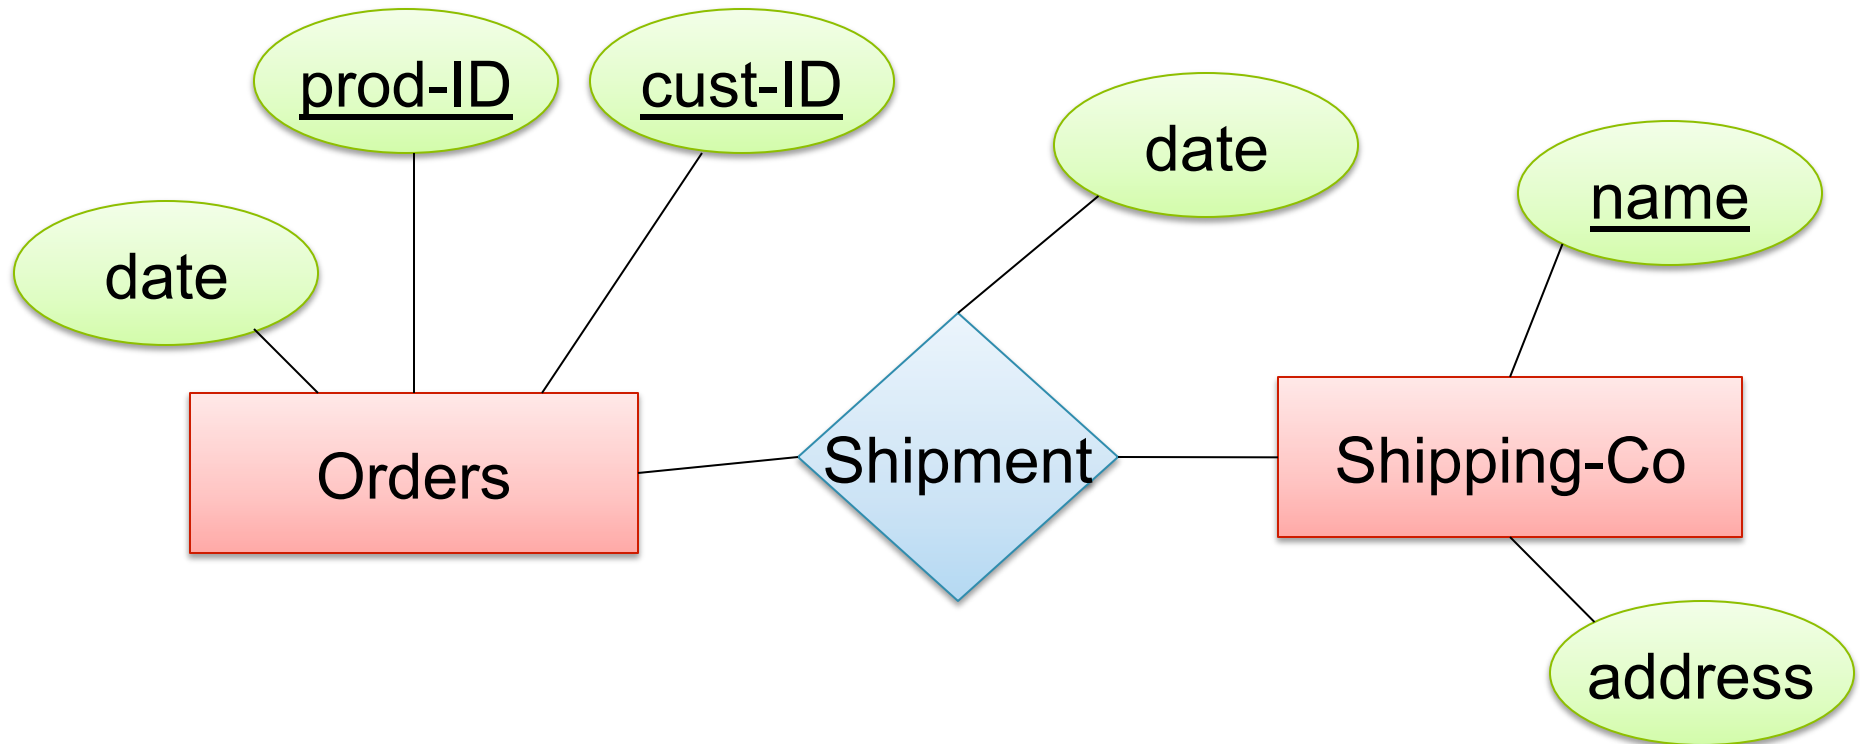 prod-ID
cust-ID
date
name
date
Orders
Shipment
Shipping-Co
address